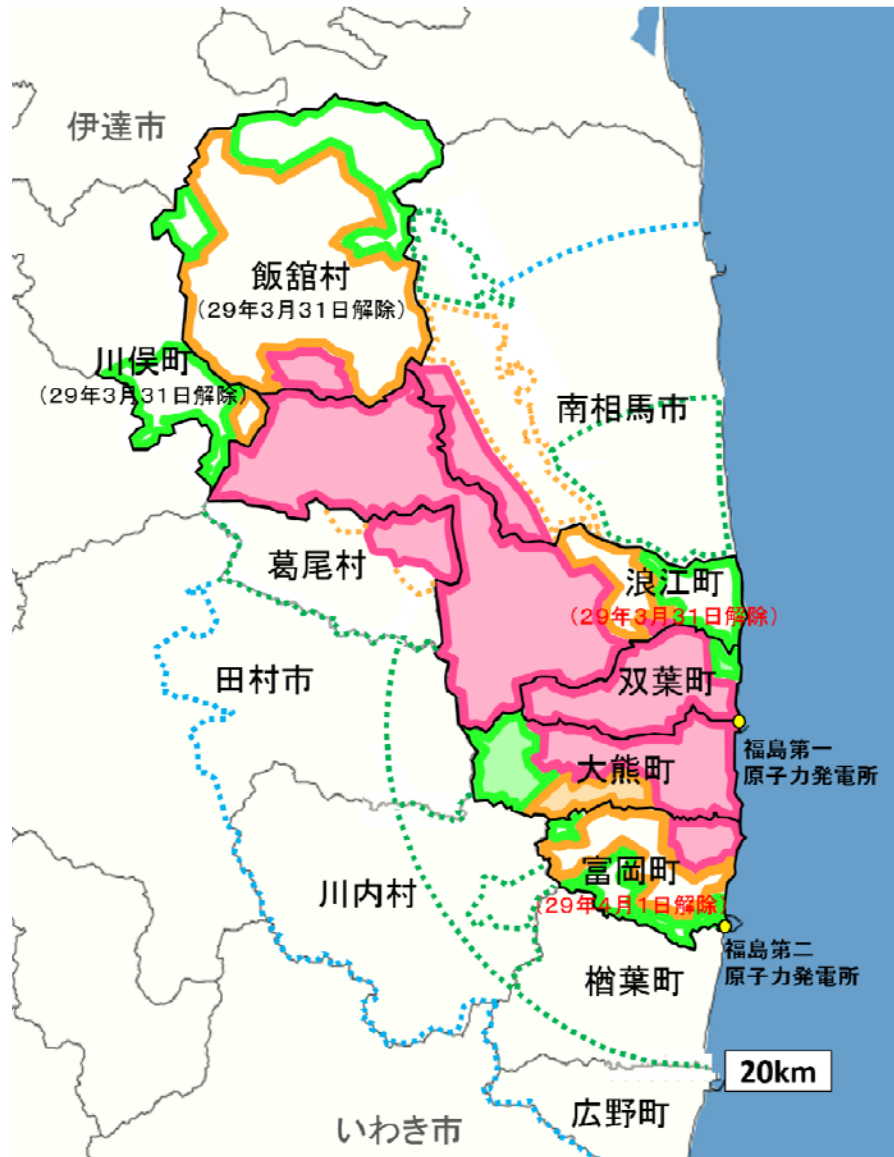 伊達市
飯舘村
（29年3月31日解除）
川俣町
（29年3月31日解除）
南相馬市
葛尾村
浪江町
（29年3月31日解除）
田村市
双葉町
福島第一
原子力発電所
大熊町
川内村
富岡町
（29年4月1日解除）
福島第二
原子力発電所
楢葉町
20km
広野町
いわき市